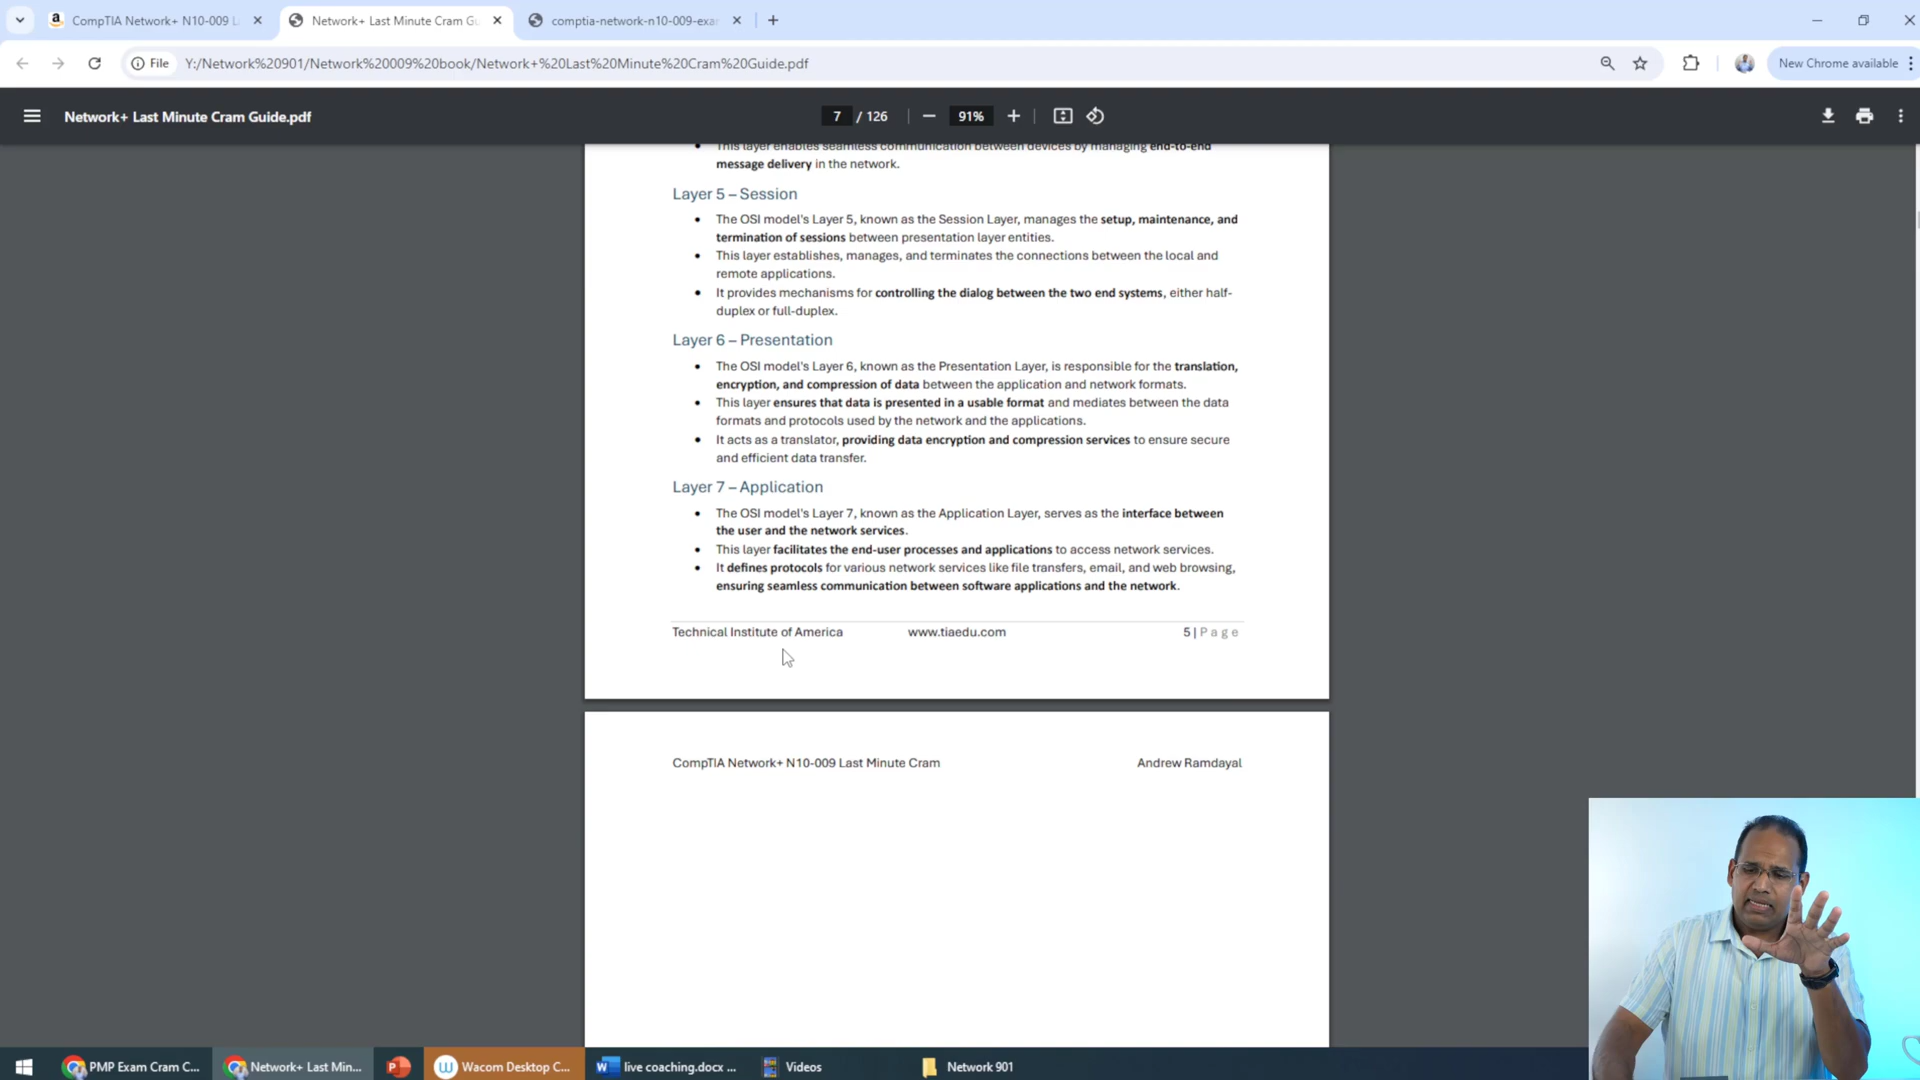 CompTIA Network+ N10-009 L
Network+ Last Minute Cram Gu
comptia-network-n10-009-exa
File
Y:/Network%20901/Network%20009%20book/Network+%20Last%20Minute%20Cram%20Guide.pdf
New Chrome available
Network+ Last Minute Cram Guide.pdf
7 / 126
91%
This layer enables seamless communication between devices by managing end-to-end
message delivery in the network.
Layer 5 – Session
• The OSI model's Layer 5, known as the Session Layer, manages the setup, maintenance, and
termination of sessions between presentation layer entities.
• This layer establishes, manages, and terminates the connections between the local and
remote applications.
• It provides mechanisms for controlling the dialog between the two end systems, either half-
duplex or full-duplex.
Layer 6 – Presentation
• The OSI model's Layer 6, known as the Presentation Layer, is responsible for the translation,
encryption, and compression of data between the application and network formats.
• This layer ensures that data is presented in a usable format and mediates between the data
formats and protocols used by the network and the applications.
• It acts as a translator, providing data encryption and compression services to ensure secure
and efficient data transfer.
Layer 7 – Application
• The OSI model's Layer 7, known as the Application Layer, serves as the interface between
the user and the network services.
• This layer facilitates the end-user processes and applications to access network services.
• It defines protocols for various network services like file transfers, email, and web browsing,
ensuring seamless communication between software applications and the network.
Technical Institute of America www.tiaedu.com 5 | Page
CompTIA Network+ N10-009 Last Minute Cram Andrew Ramdayal
PMP Exam Cram C...
Network+ Last Min...
Wacom Desktop C...
live coaching.docx ...
Videos
Network 901